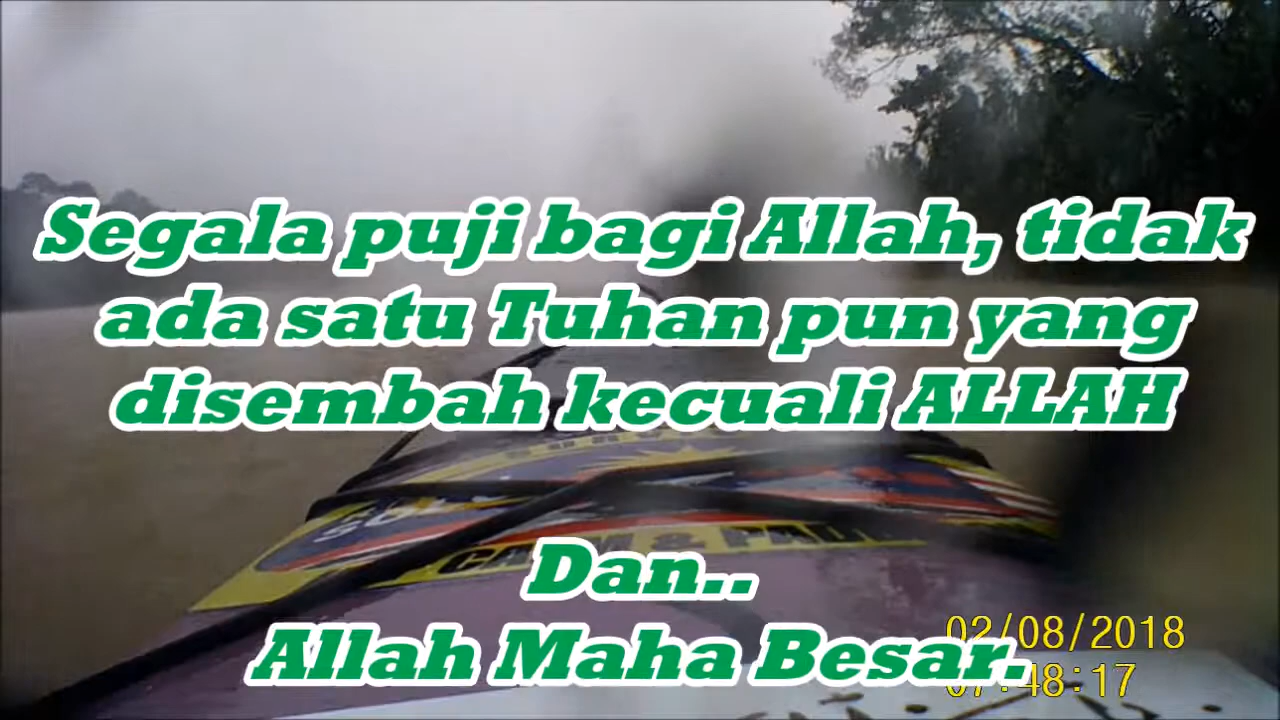 Segala puji bagi Allah, tidak
ada satu Tuhan pun yang
disembah kecuali ALLAH
Dan..
Allah Maha Besar.
02/08/2018
07:48:17